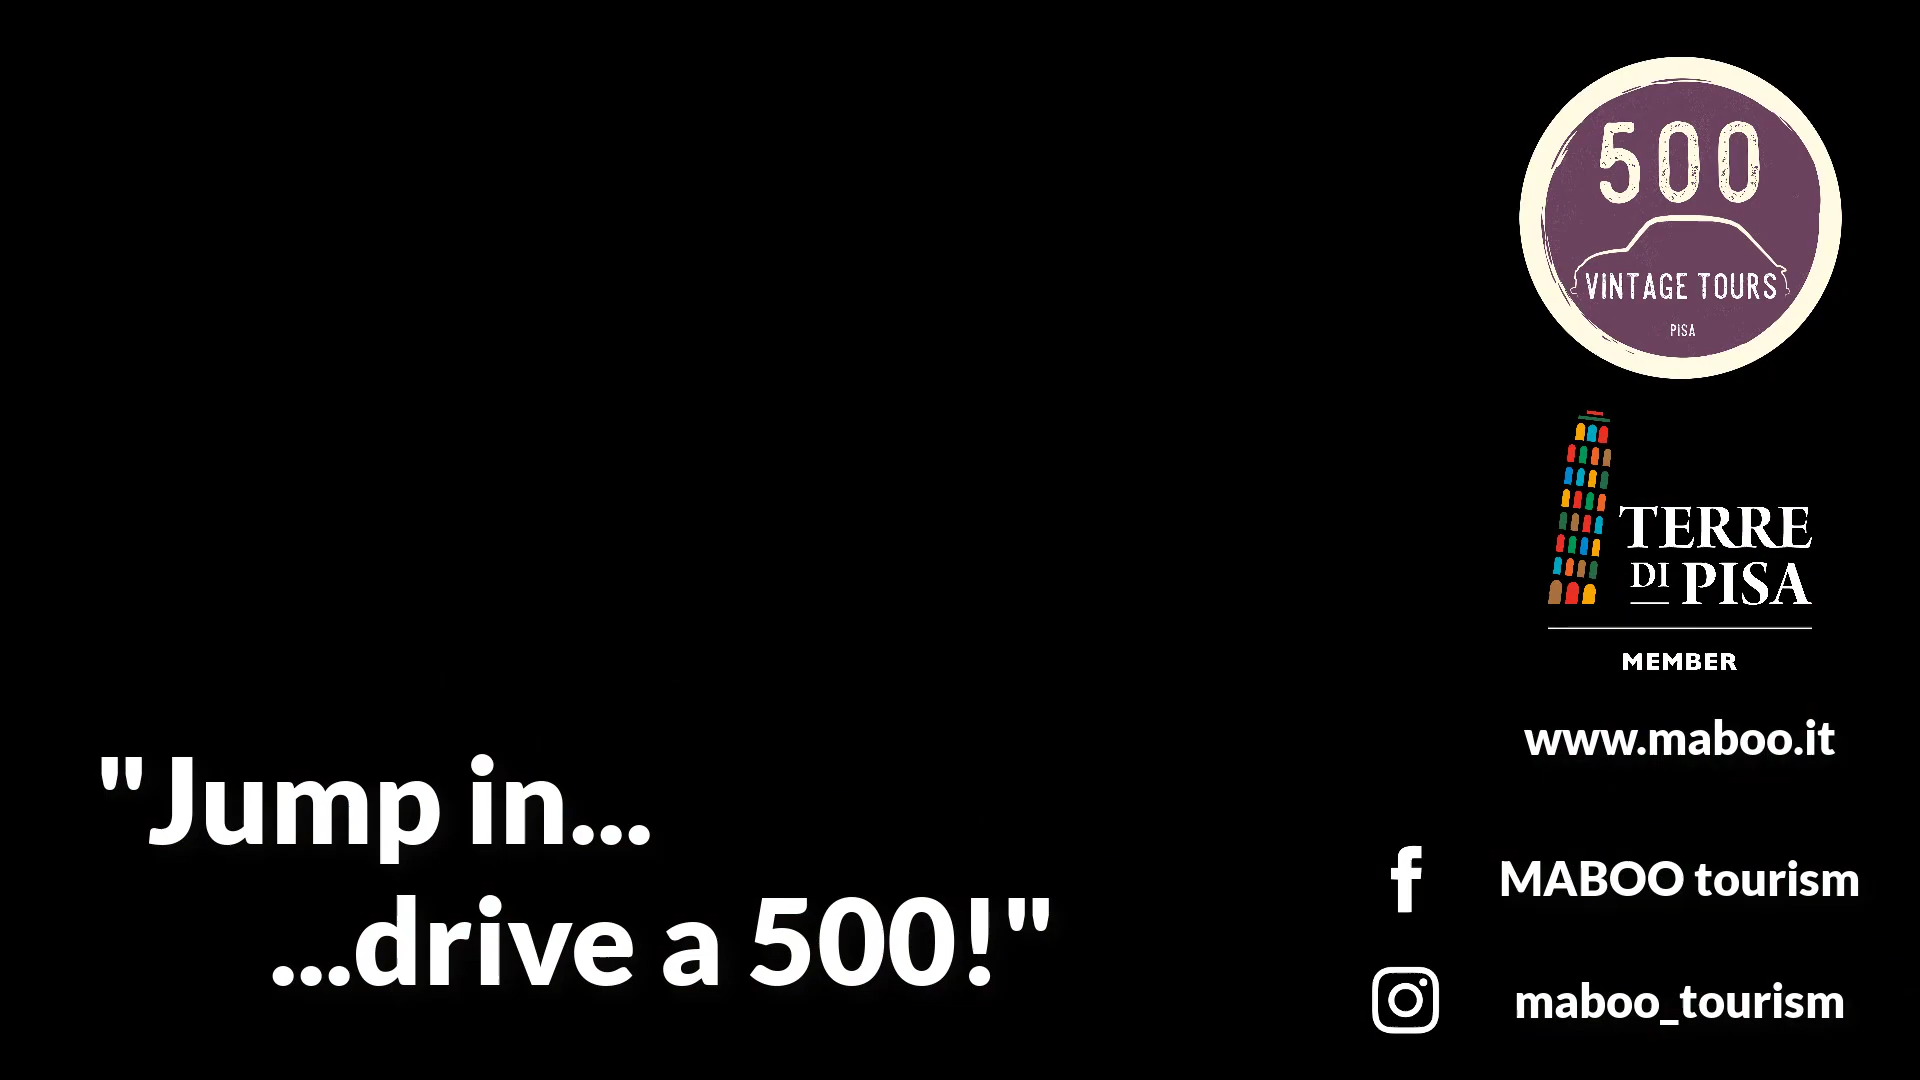 500
VINTAGE TOURS
PISA
TERRE
DI PISA
MEMBER
www.maboo.it
"Jump in...
...drive a 500!"
MABOO tourism
maboo_tourism